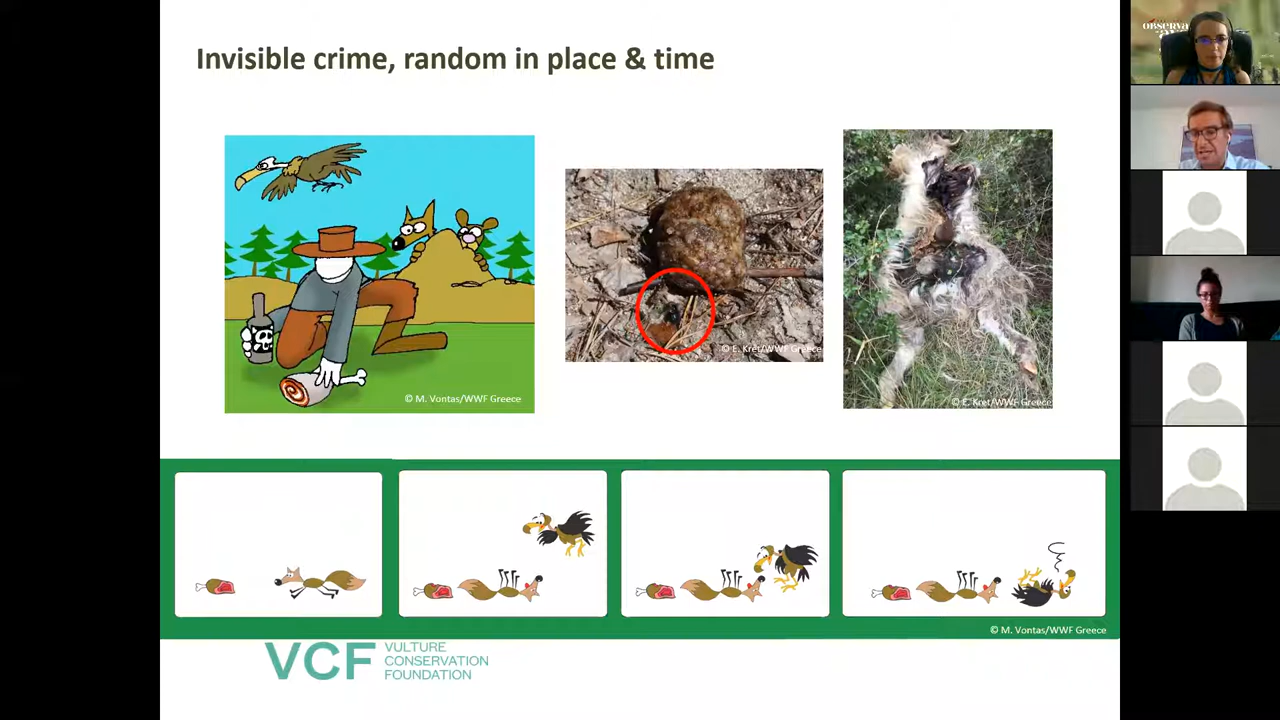 Invisible crime, random in place & time
© M. Vontas/WWF Greece
© E. Kret/WWF Greece
© E. Kret/WWF Greece
© M. Vontas/WWF Greece
VCF
VULTURE
CONSERVATION
FOUNDATION